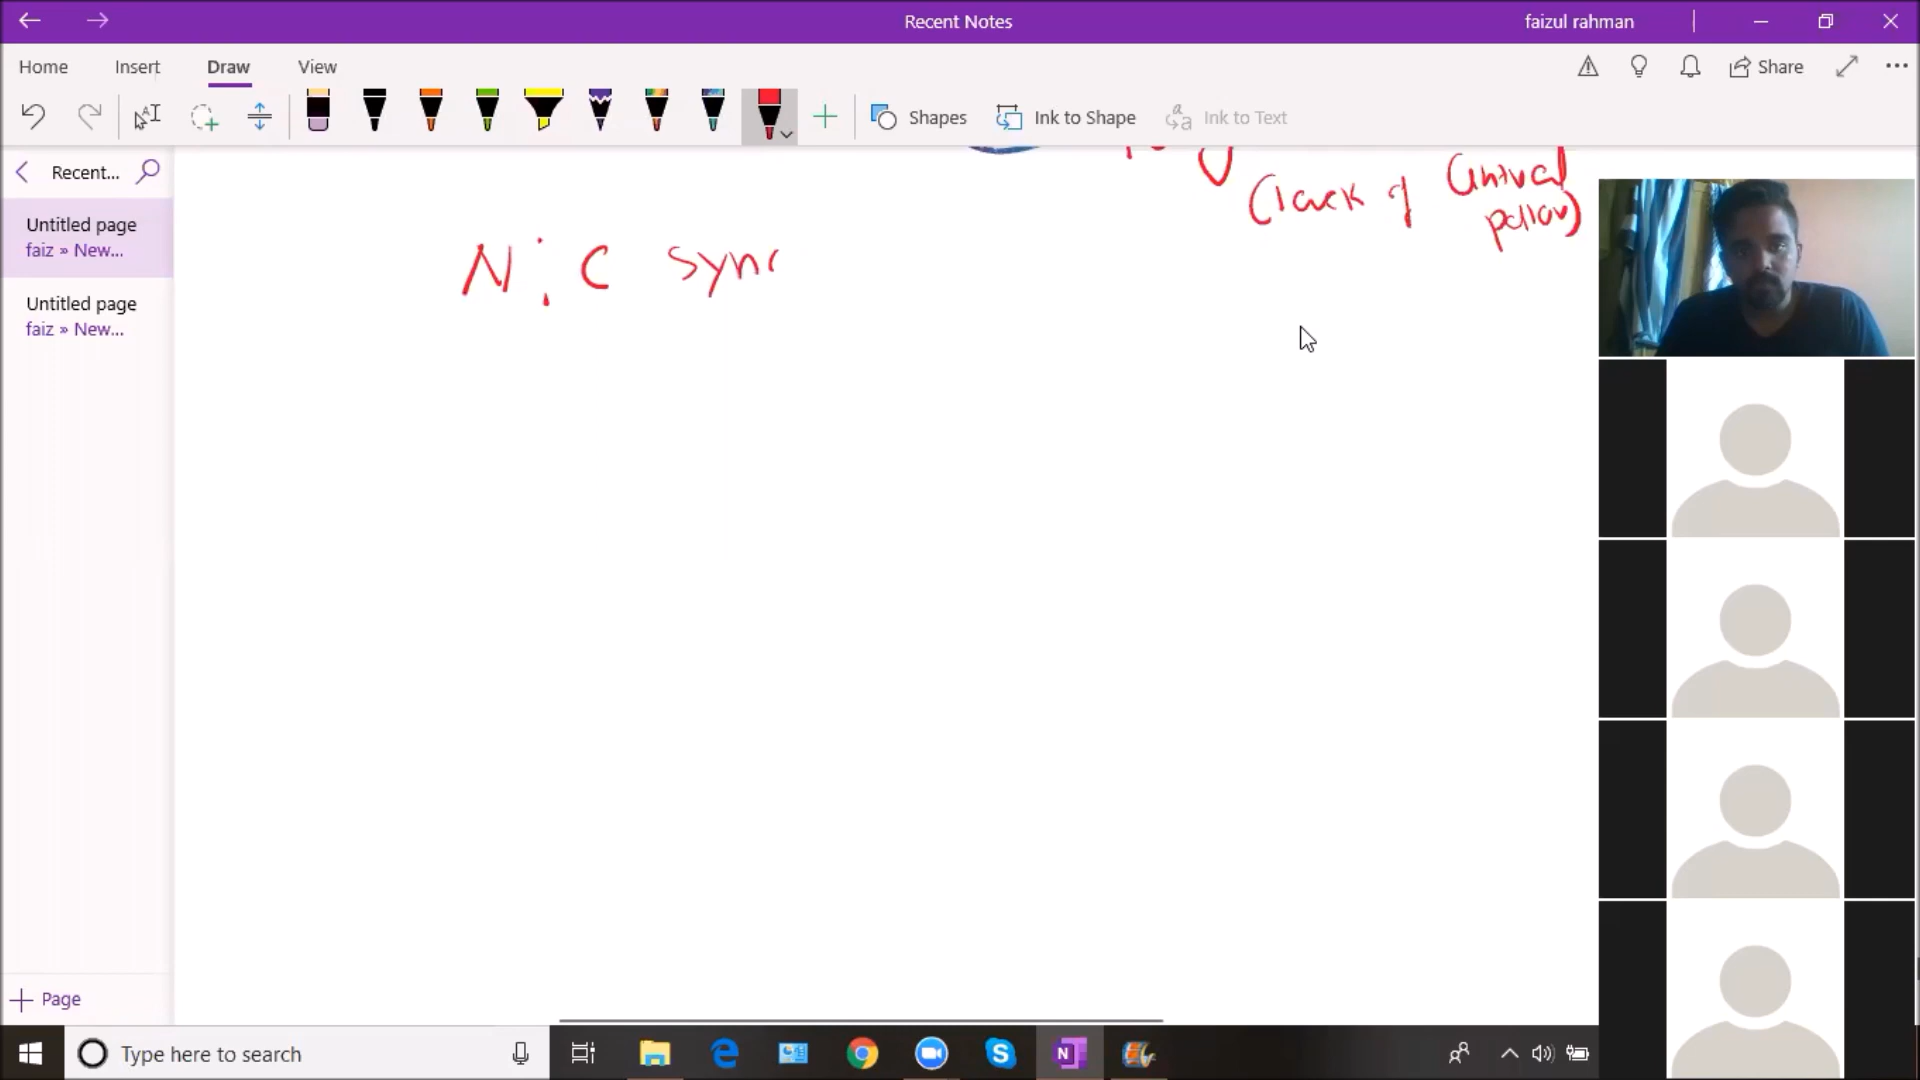 Recent Notes
faizul rahman
Home Insert Draw View
Share
Shapes
Ink to Shape
Ink to Text
Recent...
Untitled page
faiz » New...
Untitled page
faiz » New...
(lack of Central
pallor)
N : C Sync
Page
Type here to search